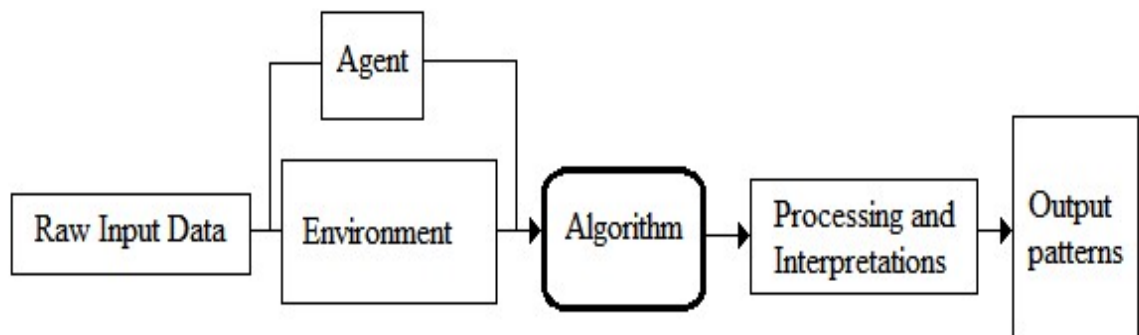 Agent
Raw Input Data
Environment
Algorithm
Processing and
Interpretations
Output
patterns